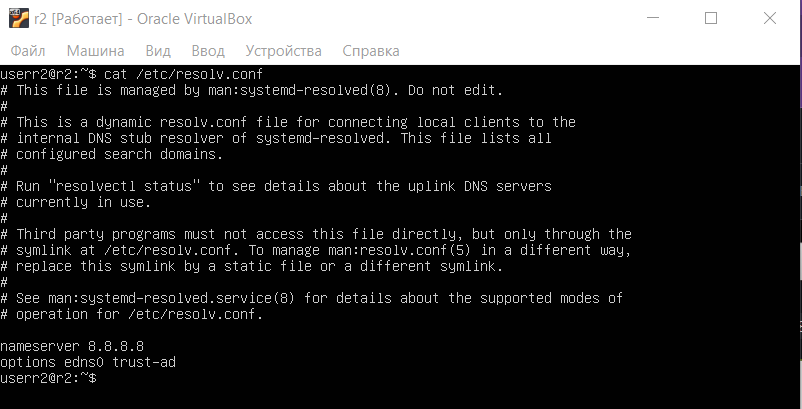 r2 [Работает] - Oracle VirtualBox
Файл Машина Вид Ввод Устройства Справка
userr2@r2:~$ cat /etc/resolv.conf
# This file is managed by man:systemd-resolved(8). Do not edit.
#
# This is a dynamic resolv.conf file for connecting local clients to the
# internal DNS stub resolver of systemd-resolved. This file lists all
# configured search domains.
#
# Run "resolvectl status" to see details about the uplink DNS servers
# currently in use.
#
# Third party programs must not access this file directly, but only through the
# symlink at /etc/resolv.conf. To manage man:resolv.conf(5) in a different way,
# replace this symlink by a static file or a different symlink.
#
# See man:systemd-resolved.service(8) for details about the supported modes of
# operation for /etc/resolv.conf.
nameserver 8.8.8.8
options edns0 trust-ad
userr2@r2:~$